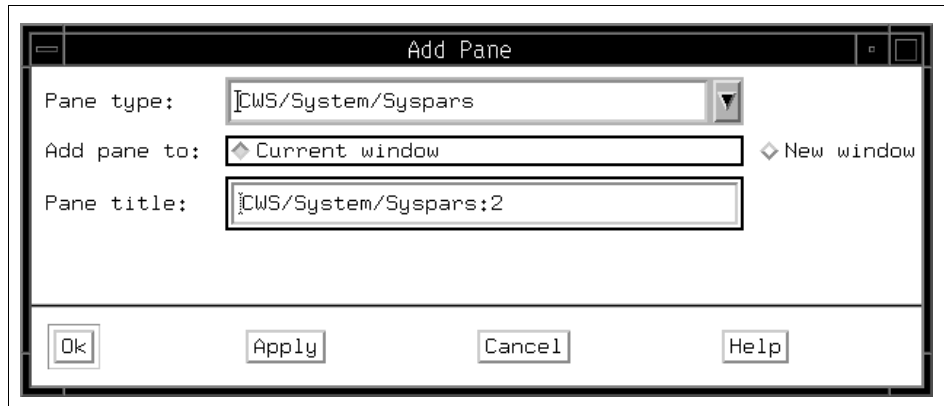 Add Pane
Pane type: CWS/System/Syspars
Add pane to: Current window New window
Pane title: CWS/System/Syspars:2
Ok Apply Cancel Help